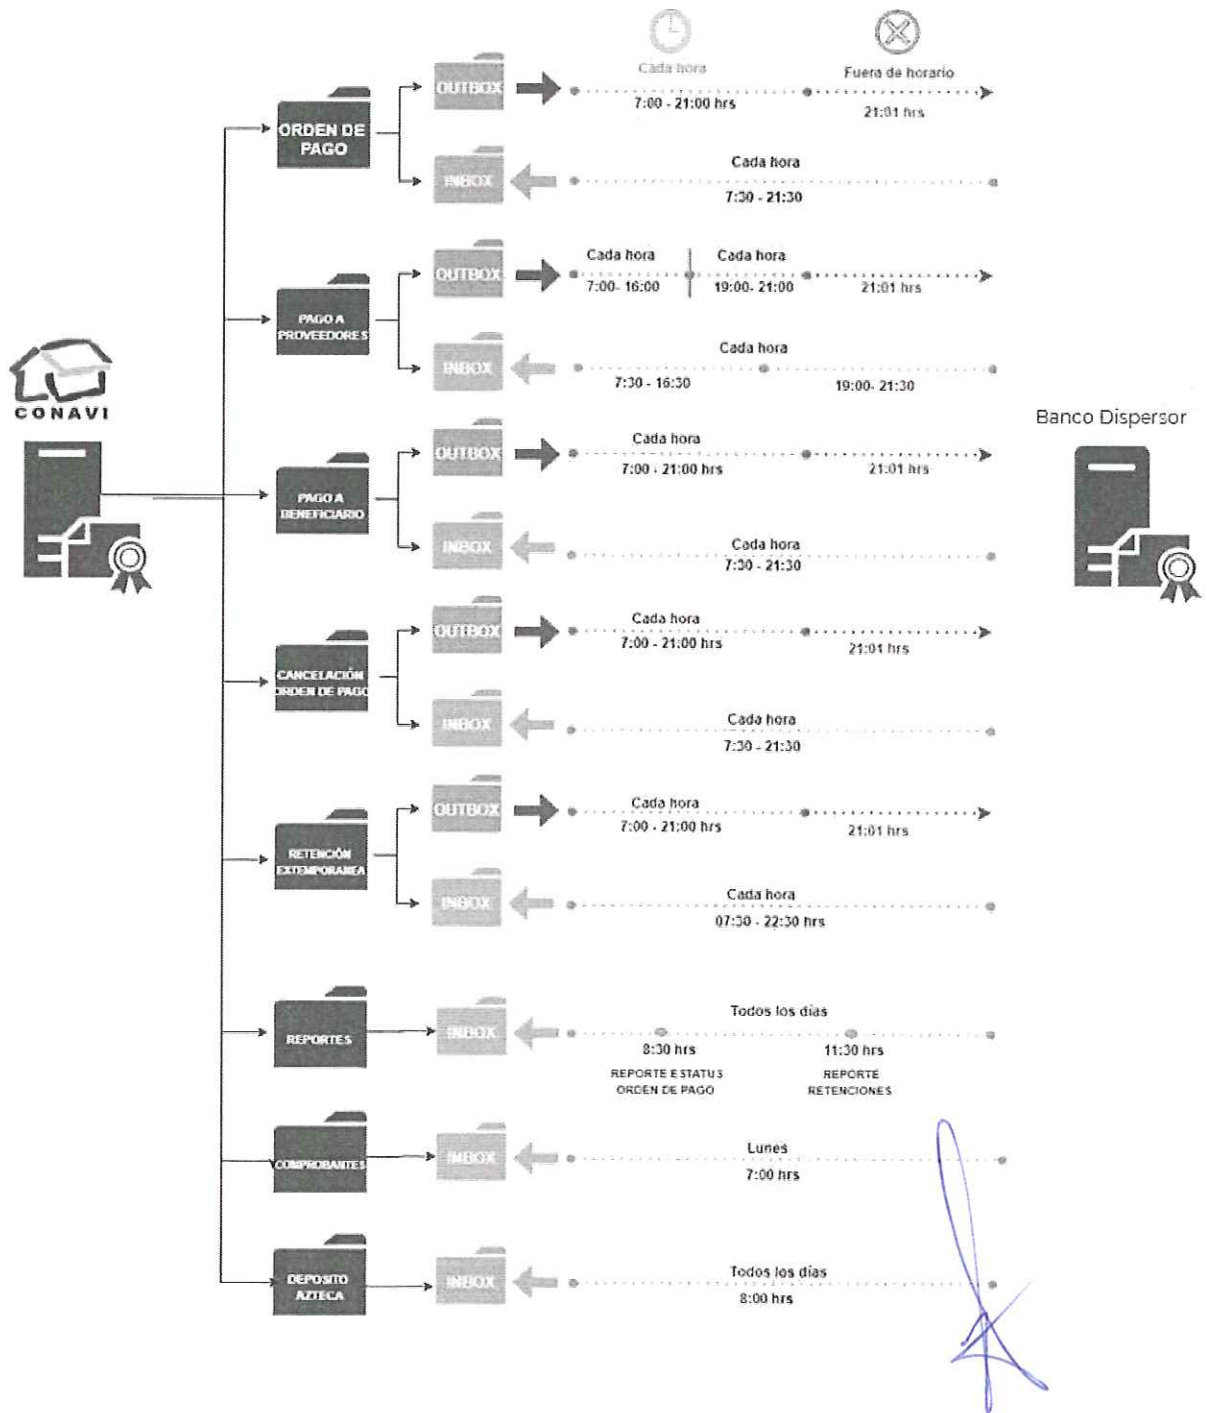 Cada hora
Fuera de horario
OUTBOX
7:00 - 21:00 hrs
21:01 hrs
ORDEN DE
PAGO
Cada hora
INBOX
7:30 - 21:30
Cada hora
Cada hora
OUTBOX
7:00- 16:00
19:00- 21:00
21:01 hrs
PAGO A
PROVEEDORES
Cada hora
INBOX
7:30 - 16:30
19:00- 21:30
CONAVI
Banco Dispersor
Cada hora
OUTBOX
7:00 - 21:00 hrs
21:01 hrs
PAGO A
BENEFICIARIO
Cada hora
INBOX
7:30 - 21:30
Cada hora
OUTBOX
7:00 - 21:00 hrs
21:01 hrs
CANCELACIÓN
ORDEN DE PAGO
Cada hora
INBOX
7:30 - 21:30
Cada hora
OUTBOX
7:00 - 21:00 hrs
21:01 hrs
RETENCIÓN
EXTEMPORANEA
Cada hora
INBOX
07:30 - 22:30 hrs
Todos los días
REPORTES
INBOX
8:30 hrs
11:30 hrs
REPORTE ESTATUS
ORDEN DE PAGO
REPORTE
RETENCIONES
Lunes
COMPROBANTES
INBOX
7:00 hrs
Todos los días
DEPOSITO
AZTECA
INBOX
8:00 hrs